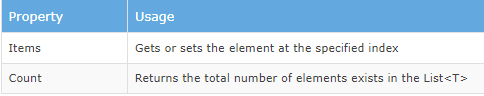 Property Usage
Items Gets or sets the element at the specified index
Count Returns the total number of elements exists in the List<T>